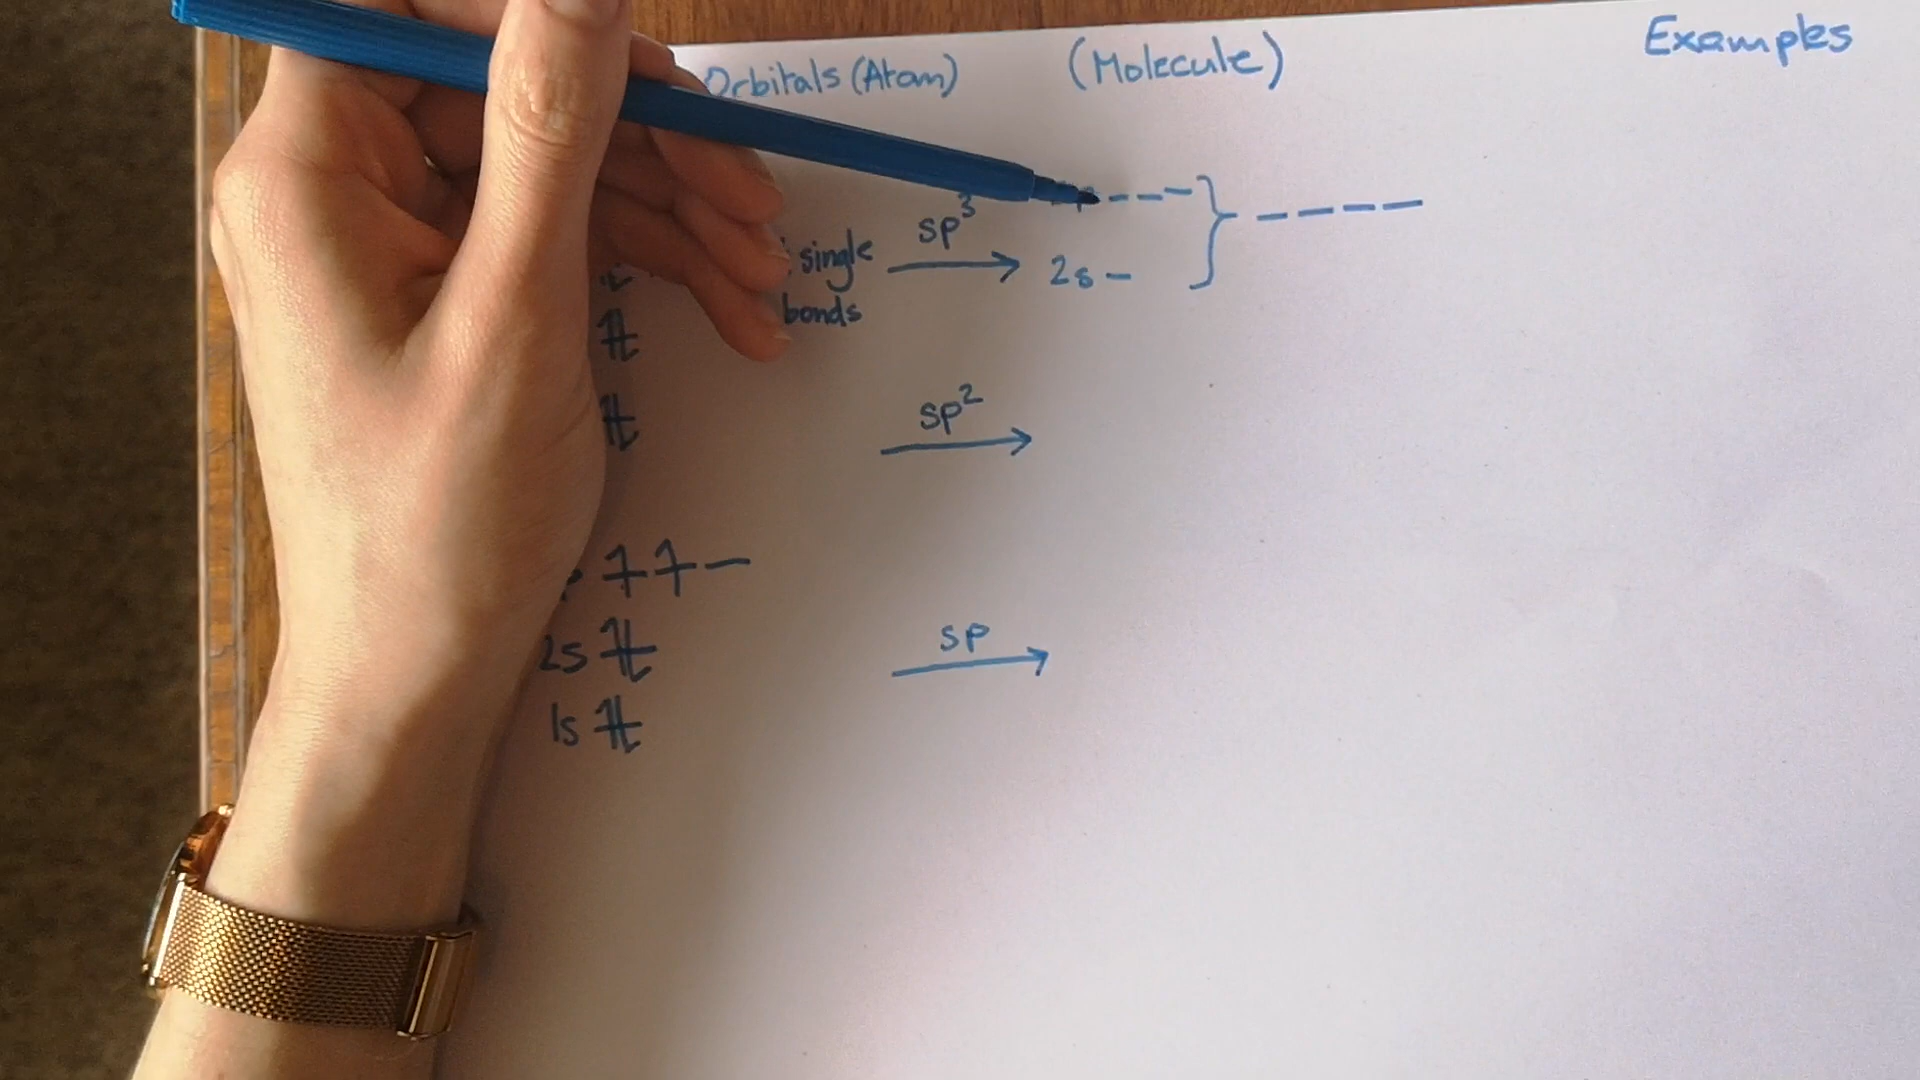 Orbitals (Atom) (Molecule) Examples
sp³
single
2s
bonds
sp²
2s
sp
1s